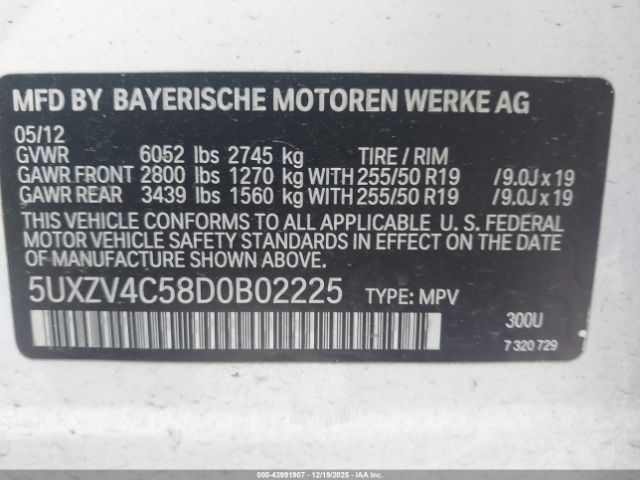 MFD BY BAYERISCHE MOTOREN WERKE AG
05/12
GVWR 6052 lbs 2745 kg TIRE / RIM
GAWR FRONT 2800 lbs 1270 kg WITH 255/50 R19 / 9.0J x 19
GAWR REAR 3439 lbs 1560 kg WITH 255/50 R19 / 9.0J x 19
THIS VEHICLE CONFORMS TO ALL APPLICABLE U. S. FEDERAL
MOTOR VEHICLE SAFETY STANDARDS IN EFFECT ON THE DATE
OF MANUFACTURE SHOWN ABOVE.
5UXZV4C58D0B02225 TYPE: MPV
300U
7 320 729
000-43991907 - 12/19/2025 - IAAI.CA